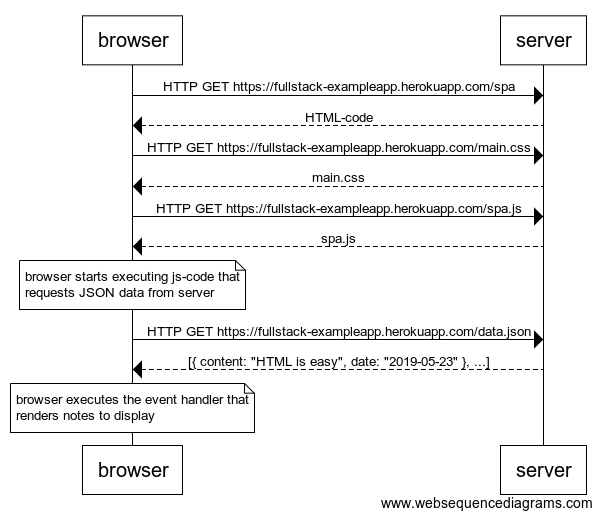 browser
server
HTTP GET https://fullstack-exampleapp.herokuapp.com/spa
HTML-code
HTTP GET https://fullstack-exampleapp.herokuapp.com/main.css
main.css
HTTP GET https://fullstack-exampleapp.herokuapp.com/spa.js
spa.js
browser starts executing js-code that
requests JSON data from server
HTTP GET https://fullstack-exampleapp.herokuapp.com/data.json
[{ content: "HTML is easy", date: "2019-05-23" }, ...]
browser executes the event handler that
renders notes to display
browser
server
www.websequencediagrams.com